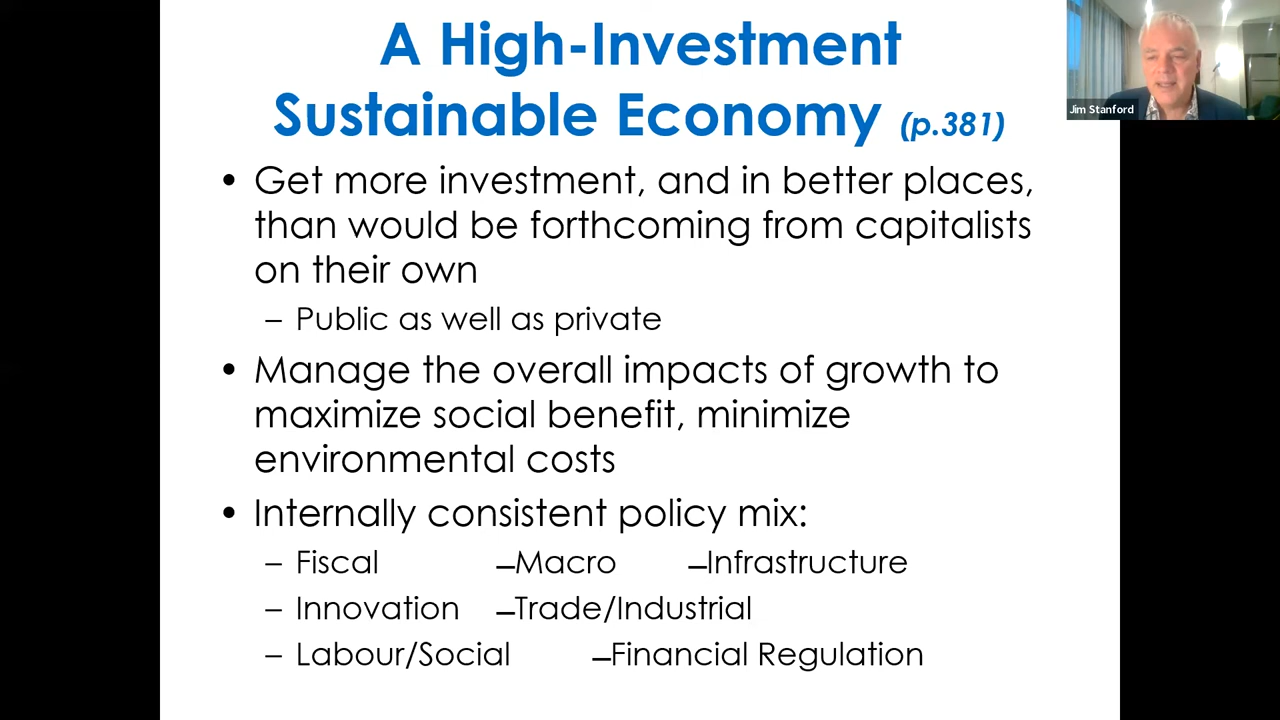 A High-Investment
Sustainable Economy (p.381)
Jim Stanford
• Get more investment, and in better places,
than would be forthcoming from capitalists
on their own
– Public as well as private
• Manage the overall impacts of growth to
maximize social benefit, minimize
environmental costs
• Internally consistent policy mix:
– Fiscal –Macro –Infrastructure
– Innovation –Trade/Industrial
– Labour/Social –Financial Regulation